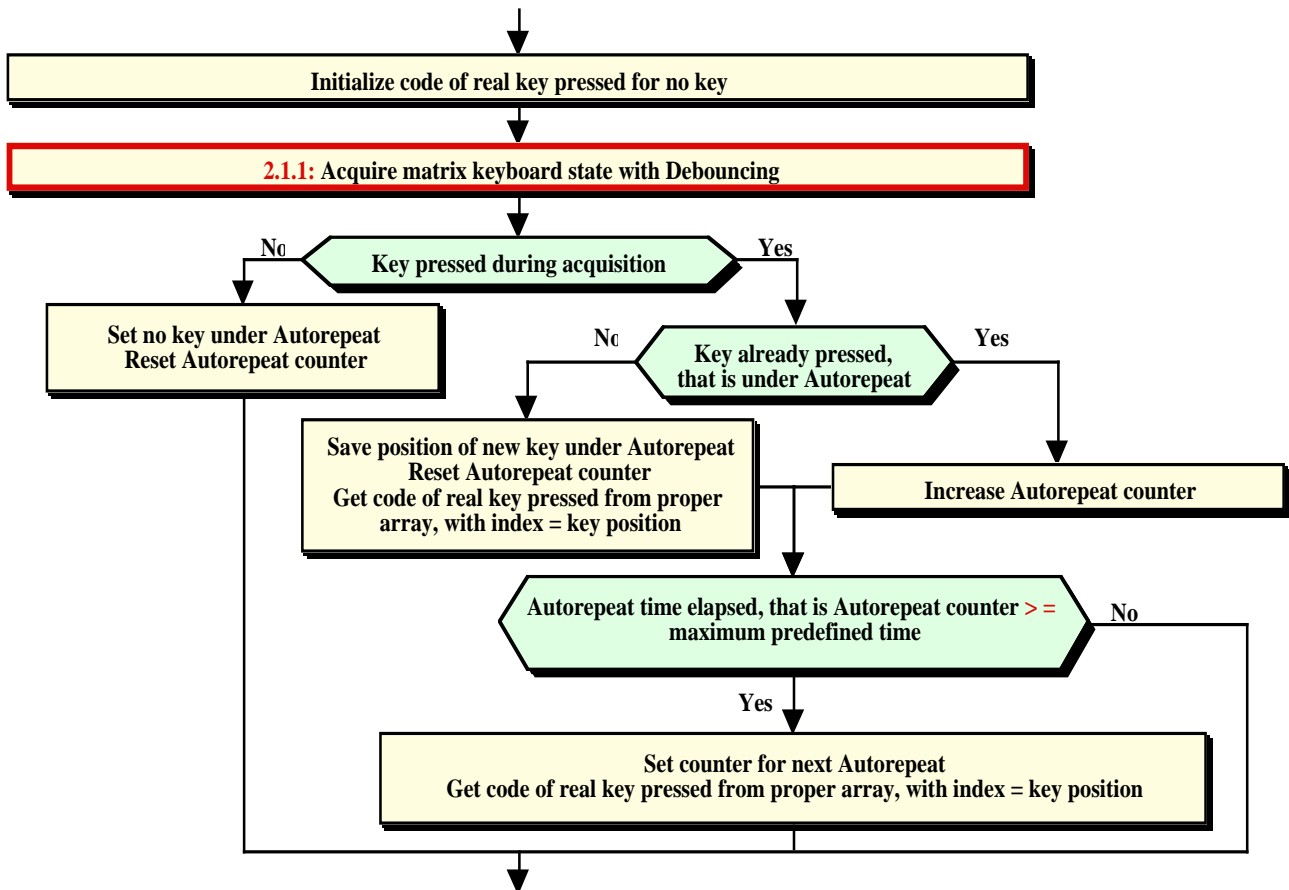 Initialize code of real key pressed for no key
2.1.1: Acquire matrix keyboard state with Debouncing
No
Key pressed during acquisition
Yes
Set no key under Autorepeat
Reset Autorepeat counter
No
Key already pressed,
that is under Autorepeat
Yes
Save position of new key under Autorepeat
Reset Autorepeat counter
Get code of real key pressed from proper
array, with index = key position
Increase Autorepeat counter
Autorepeat time elapsed, that is Autorepeat counter > =
maximum predefined time
No
Yes
Set counter for next Autorepeat
Get code of real key pressed from proper array, with index = key position